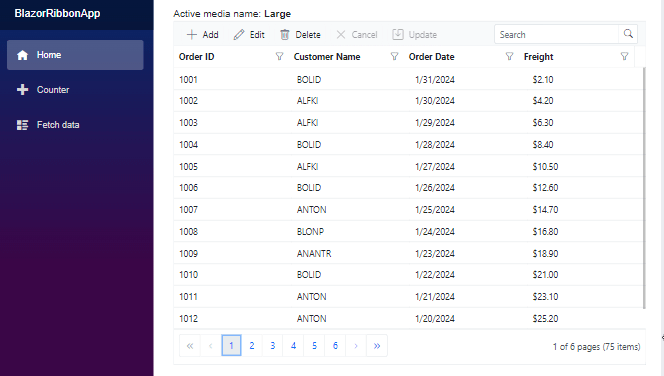 BlazorRibbonApp
Home
Counter
Fetch data
Active media name: Large
Add Edit Delete Cancel Update Search
Order ID Customer Name Order Date Freight
1001 BOLID 1/31/2024 $2.10
1002 ALFKI 1/30/2024 $4.20
1003 ALFKI 1/29/2024 $6.30
1004 BOLID 1/28/2024 $8.40
1005 ALFKI 1/27/2024 $10.50
1006 BOLID 1/26/2024 $12.60
1007 ANTON 1/25/2024 $14.70
1008 BLONP 1/24/2024 $16.80
1009 ANANTR 1/23/2024 $18.90
1010 BOLID 1/22/2024 $21.00
1011 ANTON 1/21/2024 $23.10
1012 ANTON 1/20/2024 $25.20
1 2 3 4 5 6 1 of 6 pages (75 items)